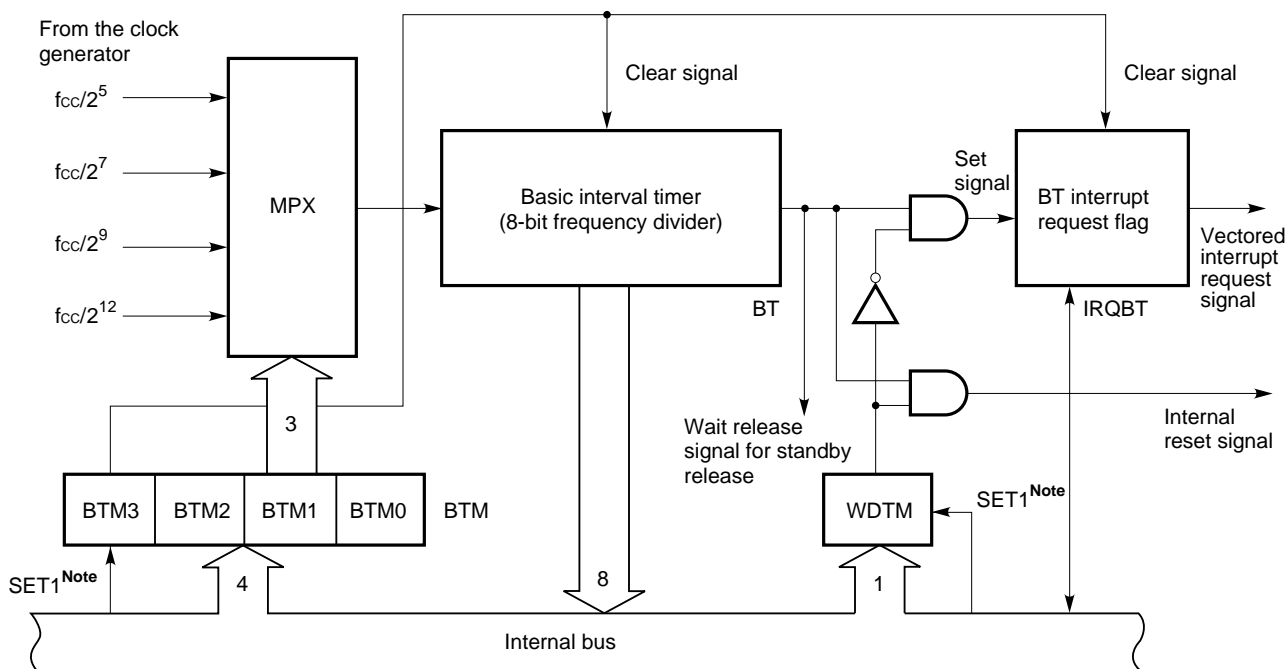 From the clock
generator
fCC/2^5
fCC/2^7
fCC/2^9
fCC/2^12
MPX
Clear signal
Clear signal
Basic interval timer
(8-bit frequency divider)
BT
Set
signal
BT interrupt
request flag
IRQBT
Vectored
interrupt
request
signal
3
Wait release
signal for standby
release
Internal
reset signal
BTM3
BTM2
BTM1
BTM0
BTM
WDTM
SET1Note
SET1Note
4
8
1
Internal bus